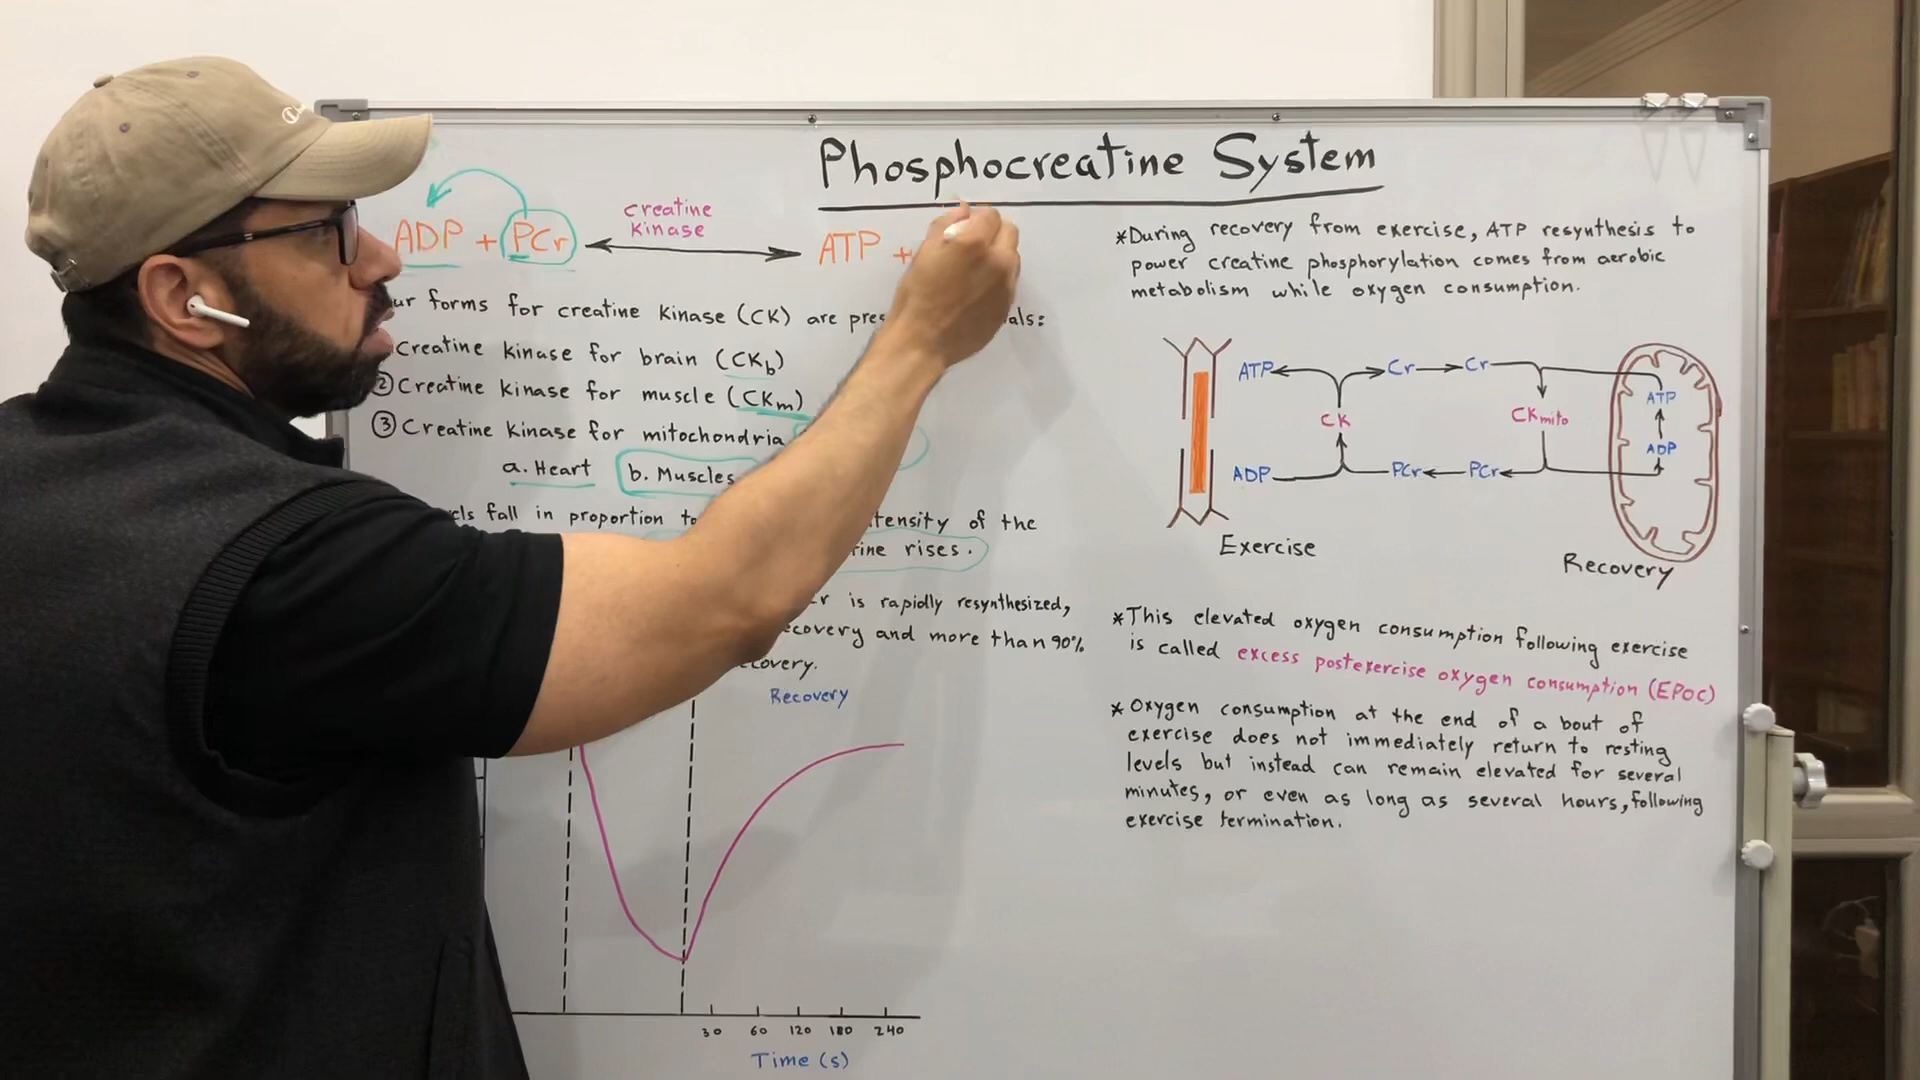 Phosphocreatine System
creatine
kinase
ADP + PCr
ATP +
ur forms for creatine kinase (CK) are
als:
Creatine kinase for brain (CKb)
② Creatine kinase for muscle (CKm)
③ Creatine kinase for mitochondria
a. Heart b. Muscles
fall in proportion to
of the
rises.
is rapidly resynthesized,
and more than 90%
Recovery
30 60 120 180 240
Time (s)
*During recovery from exercise, ATP resynthesis to
power creatine phosphorylation comes from aerobic
metabolism while oxygen consumption.
ATP Cr Cr ATP
CK CKmito
ADP
ADP PCr PCr
Exercise
Recovery
*This elevated oxygen consumption following exercise
is called excess postexercise oxygen consumption (EPOC)
*Oxygen consumption at the end of a bout of
exercise does not immediately return to resting
levels but instead can remain elevated for several
minutes, or even as long as several hours, following
exercise termination.